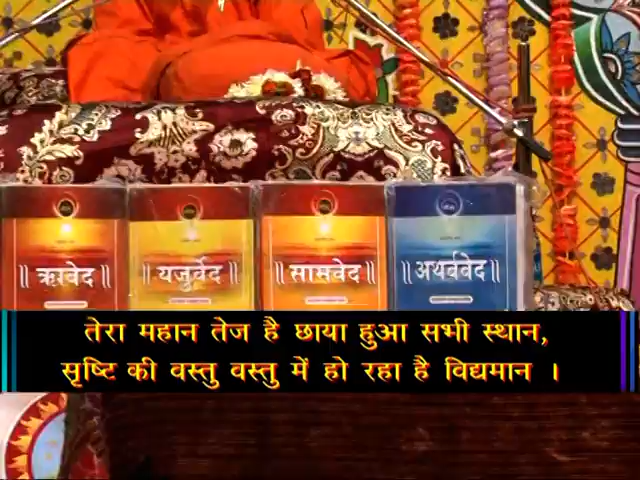 ॥ ऋग्वेद ॥
॥ यजुर्वेद ॥
॥ सामवेद ॥
॥ अथर्ववेद ॥
तेरा महान तेज है छाया हुआ सभी स्थान,
सृष्टि की वस्तु वस्तु में हो रहा है विद्यमान ।